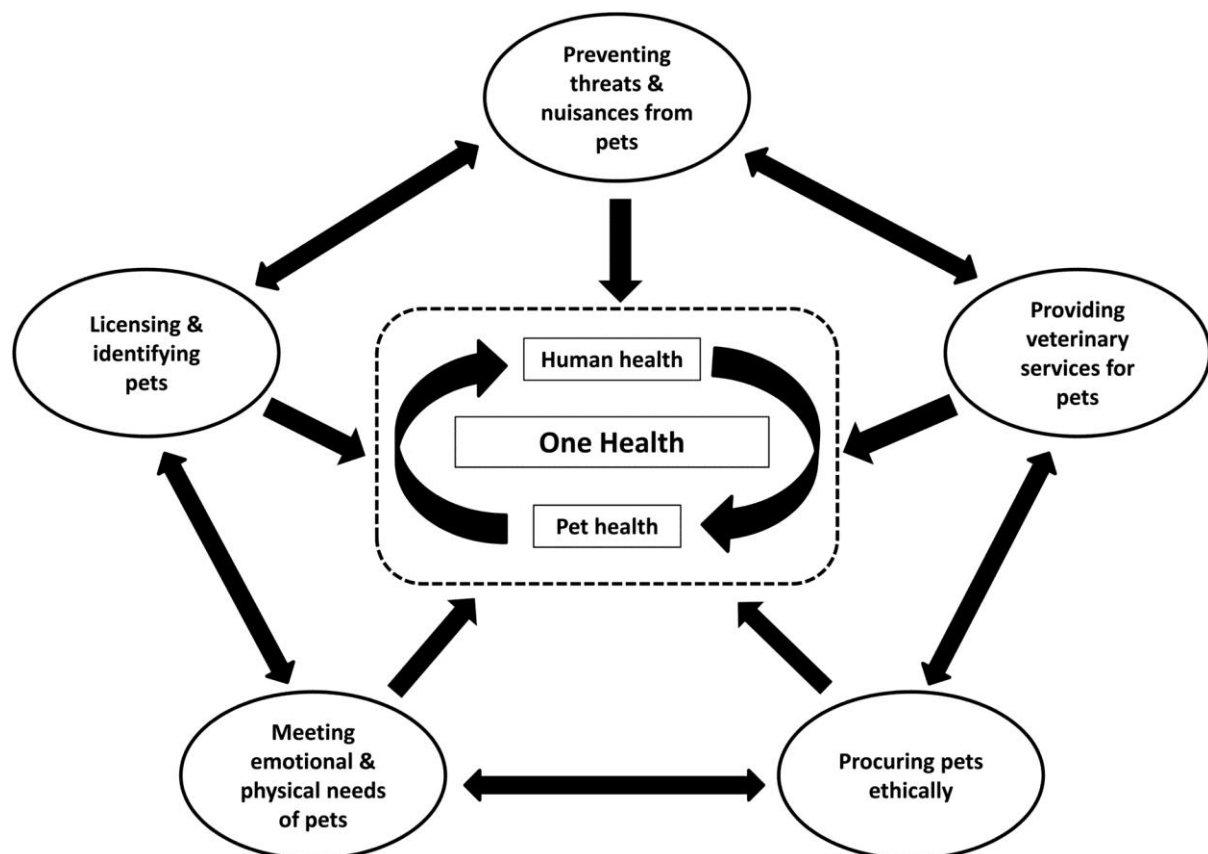 Preventing
threats &
nuisances from
pets
Licensing &
identifying
pets
Providing
veterinary
services for
pets
Human health
One Health
Pet health
Meeting
emotional &
physical needs
of pets
Procuring pets
ethically